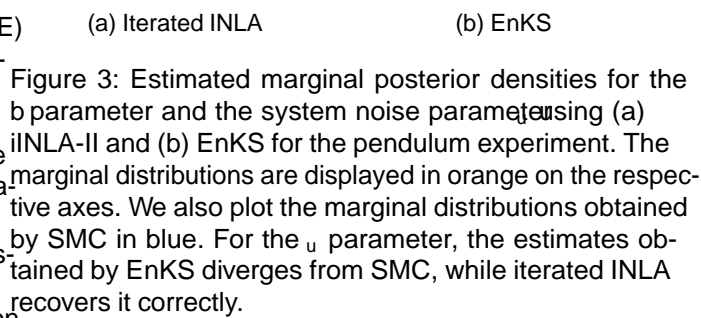 E) (a) Iterated INLA (b) EnKS
Figure 3: Estimated marginal posterior densities for the
b parameter and the system noise parameter u using (a)
iINLA-II and (b) EnKS for the pendulum experiment. The
marginal distributions are displayed in orange on the respec-
tive axes. We also plot the marginal distributions obtained
by SMC in blue. For the u parameter, the estimates ob-
tained by EnKS diverges from SMC, while iterated INLA
recovers it correctly.